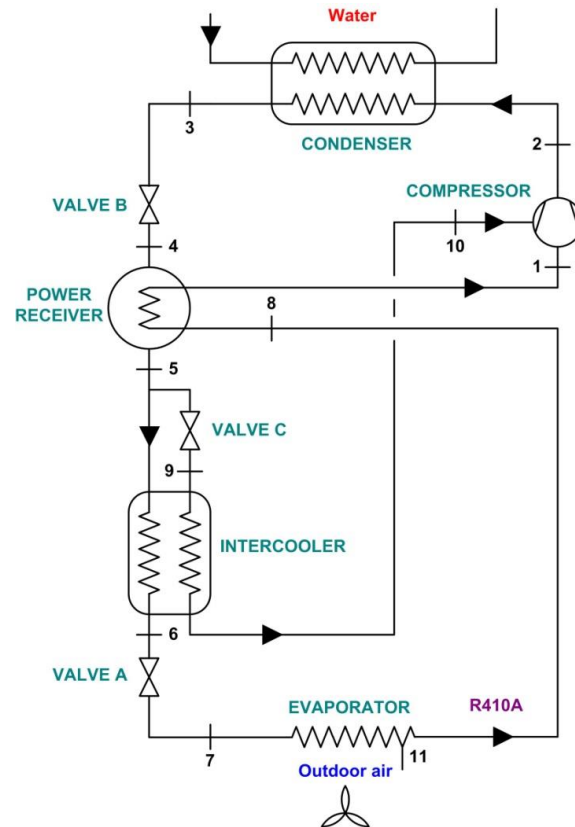 Water
3
CONDENSER
2
VALVE B
COMPRESSOR
4
10
1
POWER
RECEIVER
8
5
VALVE C
9
INTERCOOLER
6
VALVE A
EVAPORATOR
R410A
7
11
Outdoor air